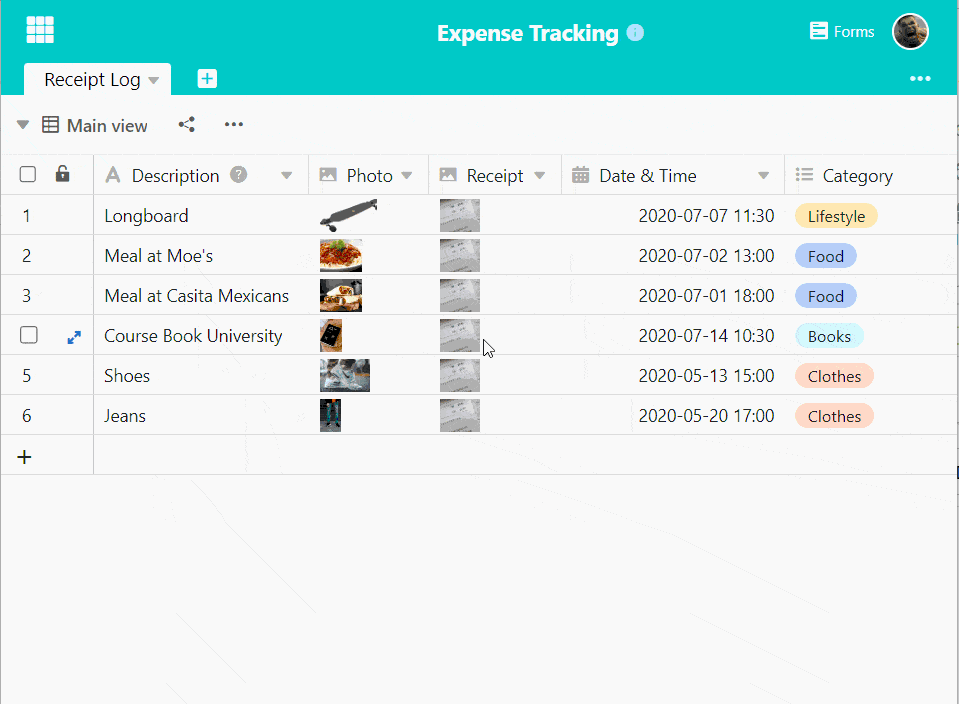 Expense Tracking
Forms
Receipt Log
Main view
Description Photo Receipt Date & Time Category
1 Longboard 2020-07-07 11:30 Lifestyle
2 Meal at Moe's 2020-07-02 13:00 Food
3 Meal at Casita Mexicans 2020-07-01 18:00 Food
Course Book University 2020-07-14 10:30 Books
5 Shoes 2020-05-13 15:00 Clothes
6 Jeans 2020-05-20 17:00 Clothes